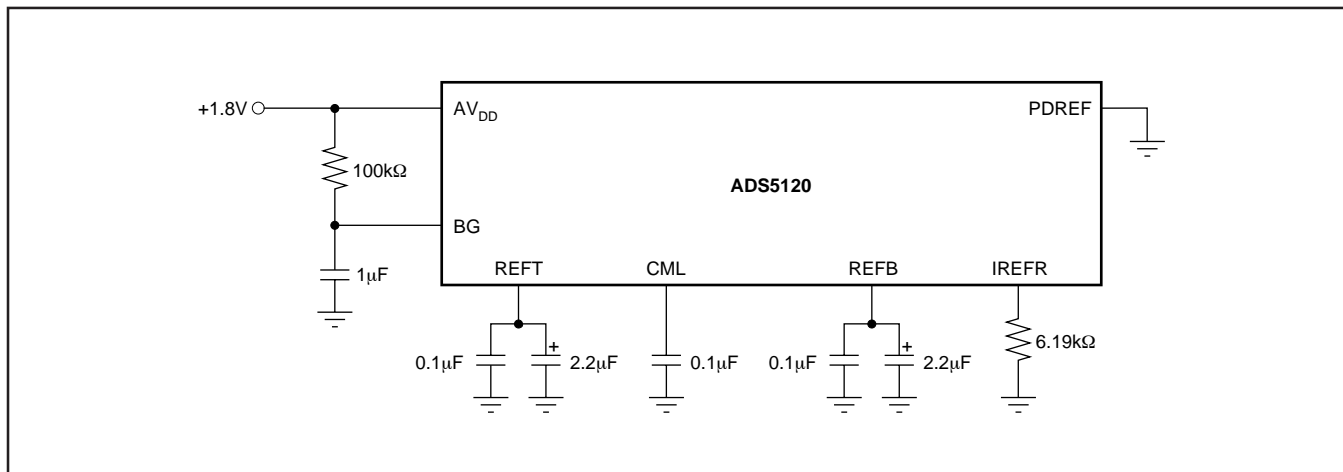 +1.8V
AVDD
PDREF
100kΩ
ADS5120
BG
1μF
REFT
CML
REFB
IREFR
0.1μF
+
2.2μF
0.1μF
0.1μF
+
2.2μF
6.19kΩ